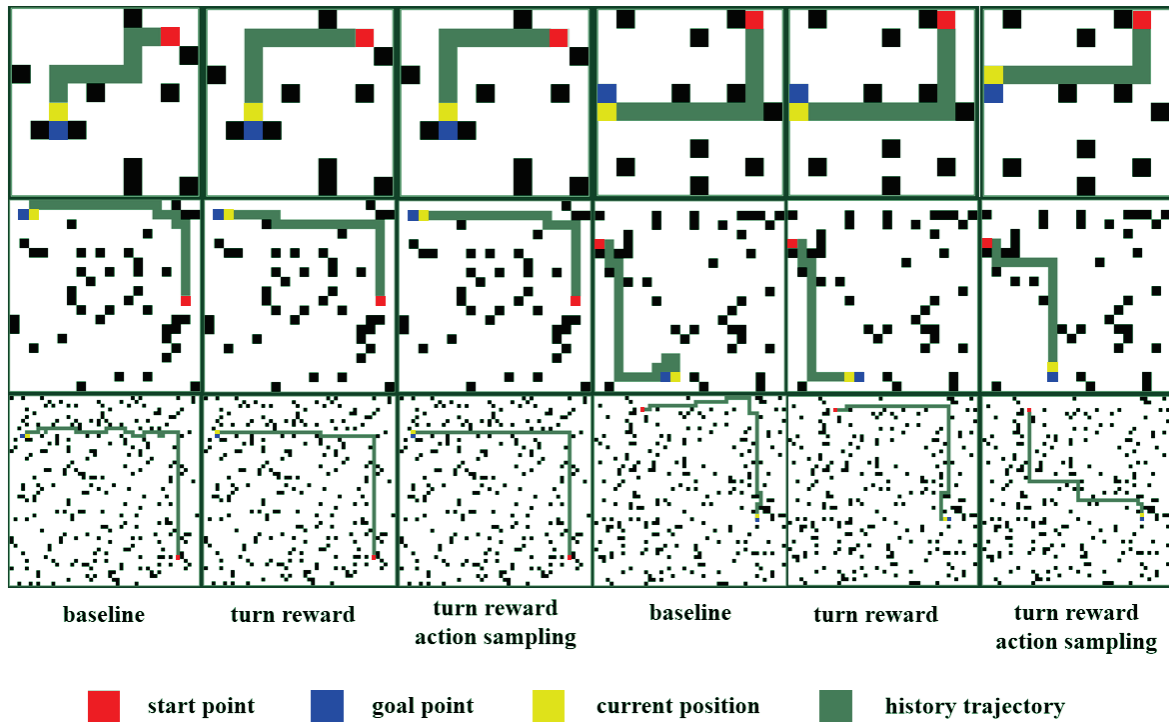 baseline
turn reward
turn reward
action sampling
baseline
turn reward
turn reward
action sampling
start point
goal point
current position
history trajectory